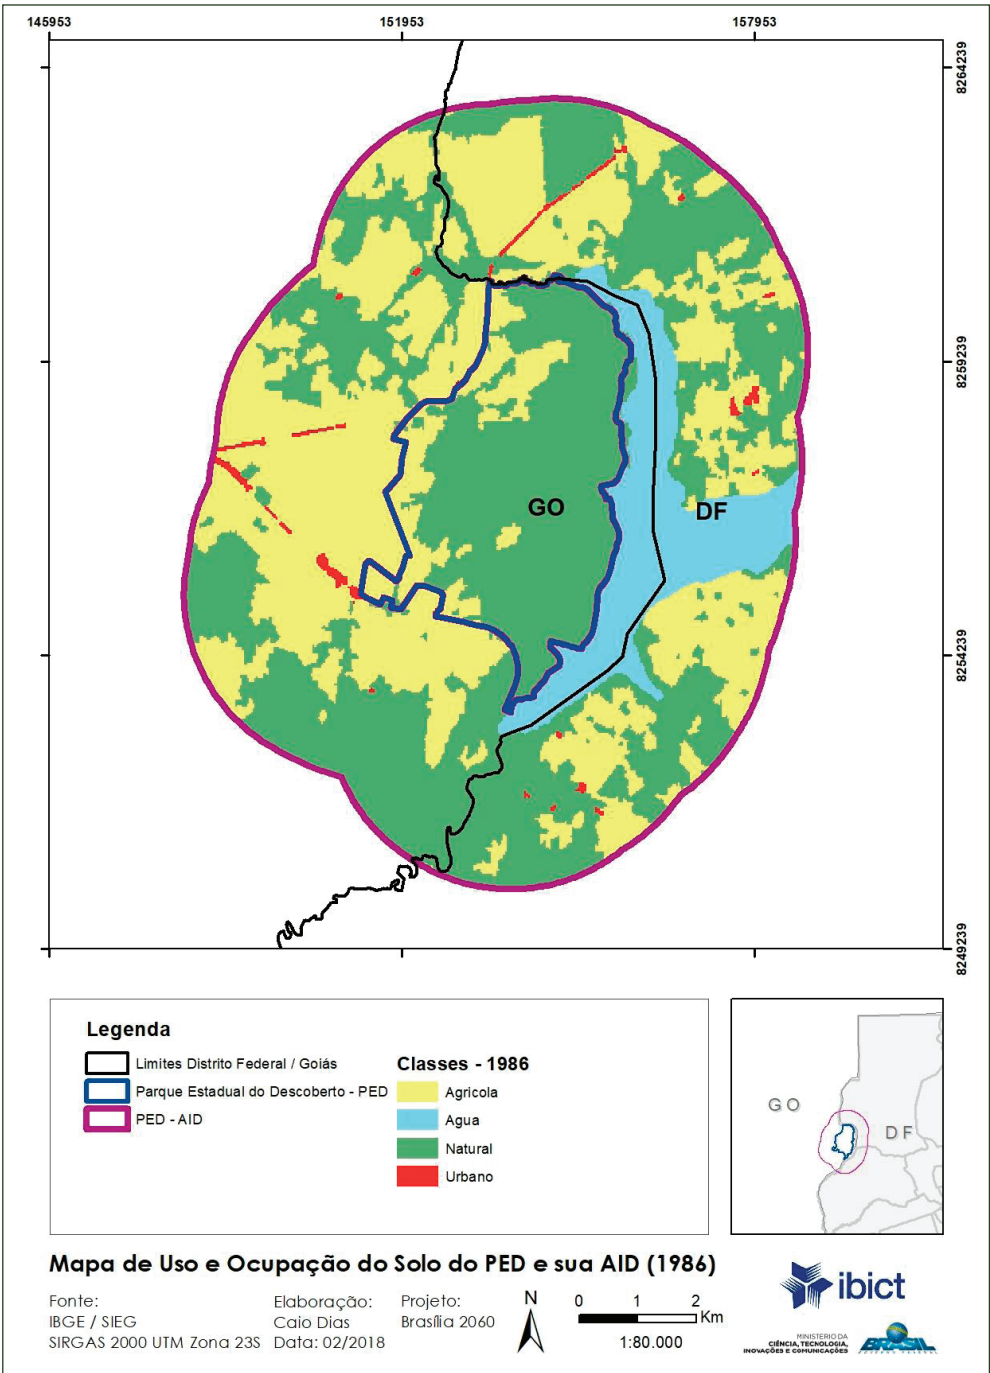 145953
151953
157953
8264239
8259239
8254239
8249239
GO
DF
Legenda
Limites Distrito Federal / Goiás
Parque Estadual do Descoberto - PED
PED - AID
Classes - 1986
Agricola
Agua
Natural
Urbano
GO
DF
Mapa de Uso e Ocupação do Solo do PED e sua AID (1986)
Fonte:
IBGE / SIEG
SIRGAS 2000 UTM Zona 23S
Elaboração:
Caio Dias
Data: 02/2018
Projeto:
Brasília 2060
N
0 1 2
Km
1:80.000
ibict
MINISTÉRIO DA
CIÊNCIA, TECNOLOGIA,
INOVAÇÕES E COMUNICAÇÕES
BRASIL